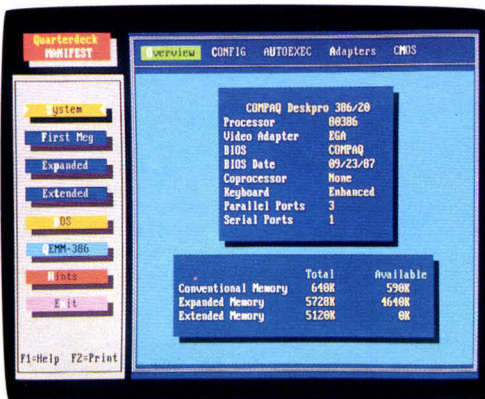 Quarterdeck
MANIFEST
Overview CONFIG AUTOEXEC Adapters CMOS
System
First Meg
Expanded
Extended
DOS
QEMM-386
Hints
Exit
F1=Help F2=Print
COMPAQ Deskpro 386/20
Processor 80386
Video Adapter EGA
BIOS COMPAQ
BIOS Date 09/23/87
Coprocessor None
Keyboard Enhanced
Parallel Ports 3
Serial Ports 1
Total Available
Conventional Memory 640K 590K
Expanded Memory 5728K 4640K
Extended Memory 5120K 0K